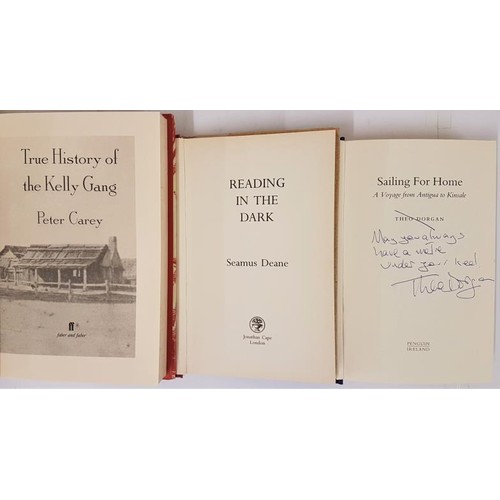 True History of
the Kelly Gang
Peter Carey
ff
faber and faber
READING
IN THE
DARK
Seamus Deane
Jonathan Cape
London
Sailing For Home
A Voyage from Antigua to Kinsale
THEO DORGAN
May you always
have a
under your keel
Theo Dorgan
PENGUIN
IRELAND